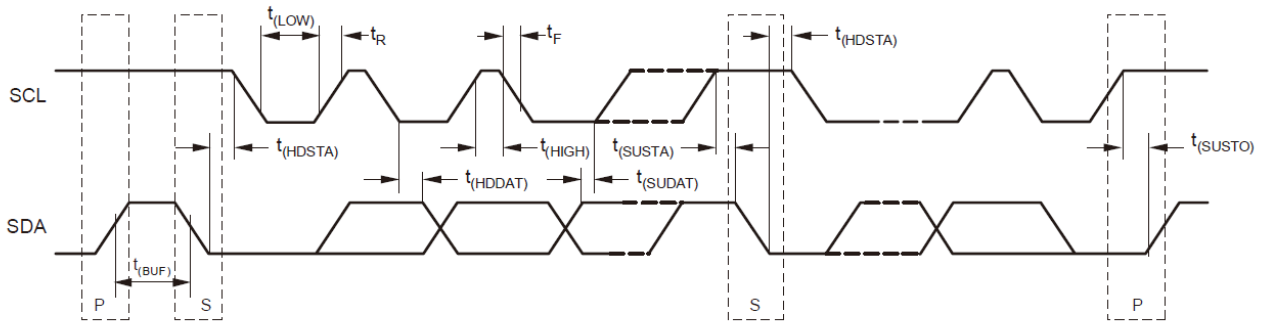 t(LOW)
tR
tF
t(HDSTA)
SCL
t(HDSTA)
t(HIGH)
t(SUSTA)
t(SUSTO)
t(HDDAT)
t(SUDAT)
SDA
t(BUF)
P
S
S
P